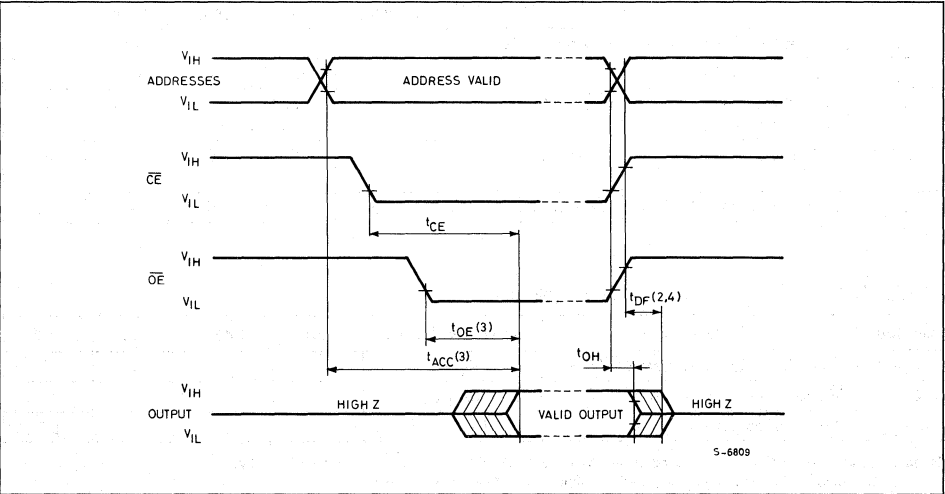 VIH
ADDRESSES
ADDRESS VALID
VIL
VIH
CE
VIL
tCE
VIH
OE
VIL
tDF(2,4)
tOE(3)
tOH
tACC(3)
VIH
HIGH Z
OUTPUT
VALID OUTPUT
HIGH Z
VIL
S-6809